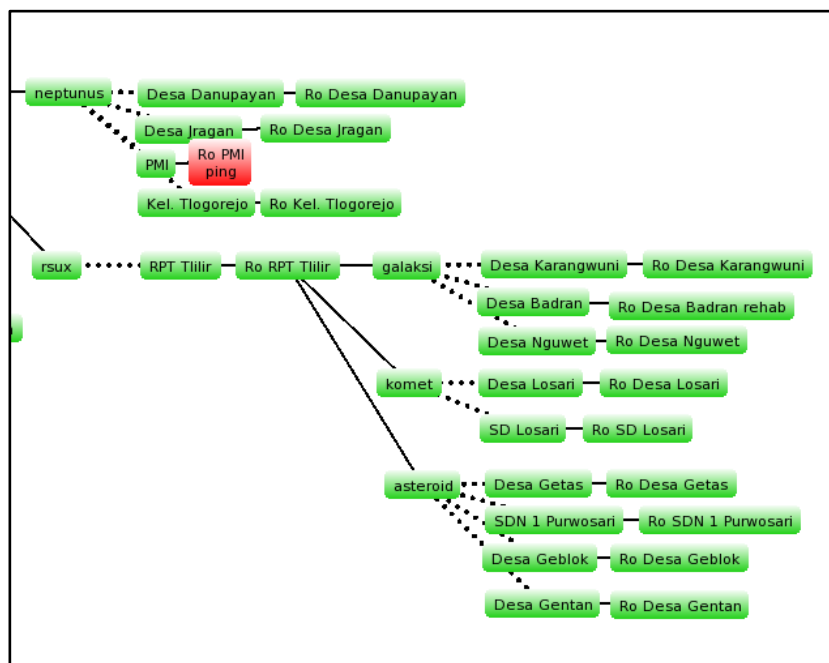 neptunus
Desa Danupayan
Ro Desa Danupayan
Desa Jragan
Ro Desa Jragan
PMI
Ro PMI
ping
Kel. Tlogorejo
Ro Kel. Tlogorejo
rsux
RPT Tlilir
Ro RPT Tlilir
galaksi
Desa Karangwuni
Ro Desa Karangwuni
Desa Badran
Ro Desa Badran rehab
Desa Nguwet
Ro Desa Nguwet
komet
Desa Losari
Ro Desa Losari
SD Losari
Ro SD Losari
asteroid
Desa Getas
Ro Desa Getas
SDN 1 Purwosari
Ro SDN 1 Purwosari
Desa Geblok
Ro Desa Geblok
Desa Gentan
Ro Desa Gentan